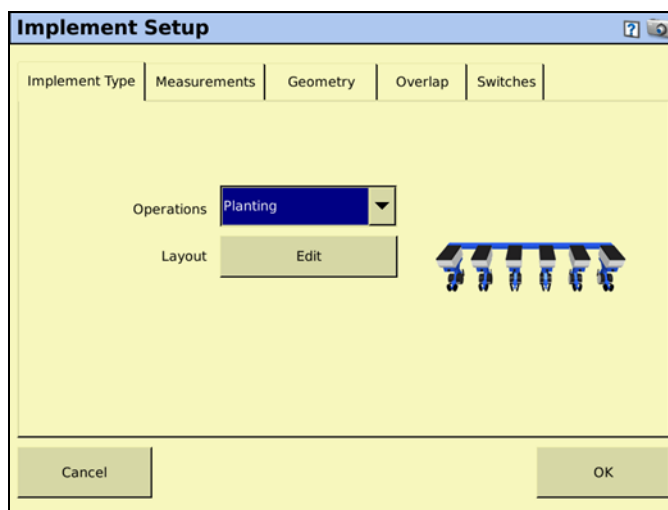 Implement Setup
?
Implement Type Measurements Geometry Overlap Switches
Operations Planting
Layout Edit
Cancel OK